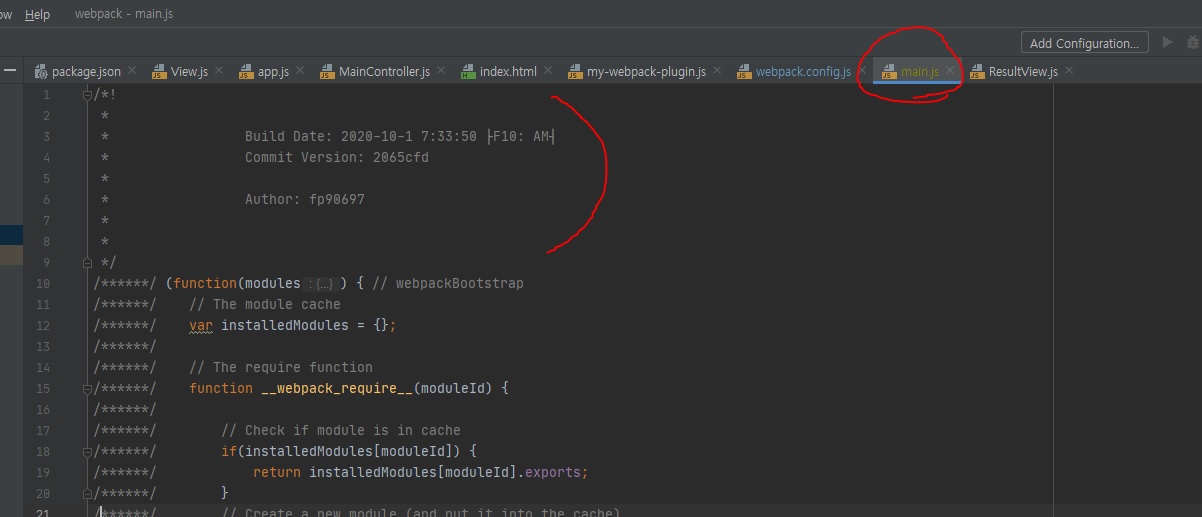 ow Help webpack - main.js
Add Configuration...
package.json View.js app.js MainController.js index.html my-webpack-plugin.js webpack.config.js main.js ResultView.js
1 /*!
2 *
3 * Build Date: 2020-10-1 7:33:50 ├F10: AM┤
4 * Commit Version: 2065cfd
5 *
6 * Author: fp90697
7 *
8 *
9 */
10 /******/ (function(modules :{...}) { // webpackBootstrap
11 /******/ // The module cache
12 /******/ var installedModules = {};
13 /******/
14 /******/ // The require function
15 /******/ function __webpack_require__(moduleId) {
16 /******/
17 /******/ // Check if module is in cache
18 /******/ if(installedModules[moduleId]) {
19 /******/ return installedModules[moduleId].exports;
20 /******/ }
21 /******/ // Create a new module (and put it into the cache)